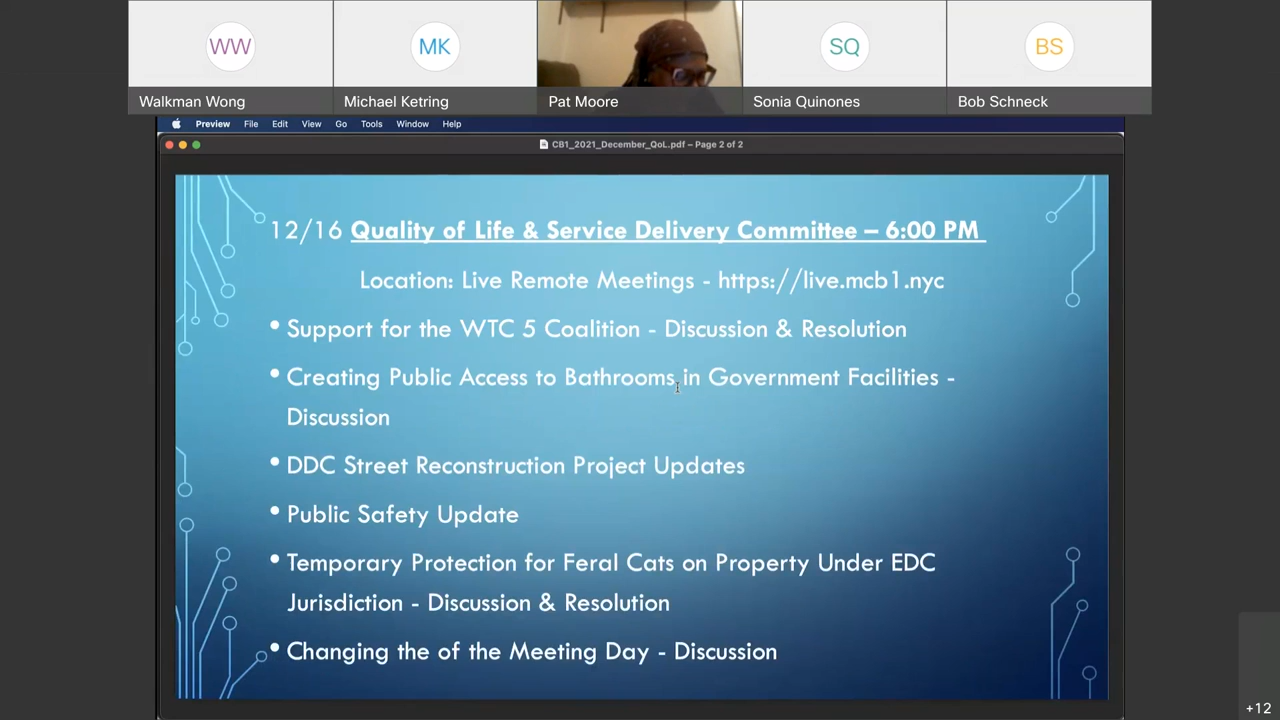 WW MK SQ BS
Walkman Wong Michael Ketring Pat Moore Sonia Quinones Bob Schneck
Preview File Edit View Go Tools Window Help
CB1_2021_December_QoL.pdf – Page 2 of 2
12/16 Quality of Life & Service Delivery Committee – 6:00 PM
Location: Live Remote Meetings - https://live.mcb1.nyc
• Support for the WTC 5 Coalition - Discussion & Resolution
• Creating Public Access to Bathrooms in Government Facilities -
Discussion
• DDC Street Reconstruction Project Updates
• Public Safety Update
• Temporary Protection for Feral Cats on Property Under EDC
Jurisdiction - Discussion & Resolution
• Changing the of the Meeting Day - Discussion
+12